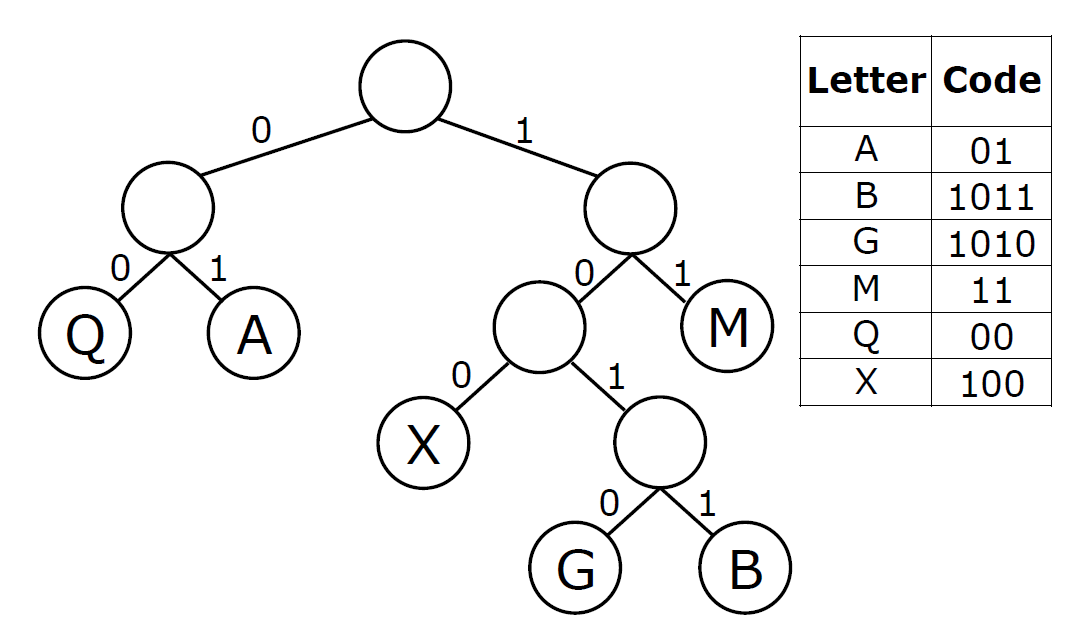 0 1
0 1 0 1
Q A M
0 1
X
0 1
G B
Letter Code
A 01
B 1011
G 1010
M 11
Q 00
X 100